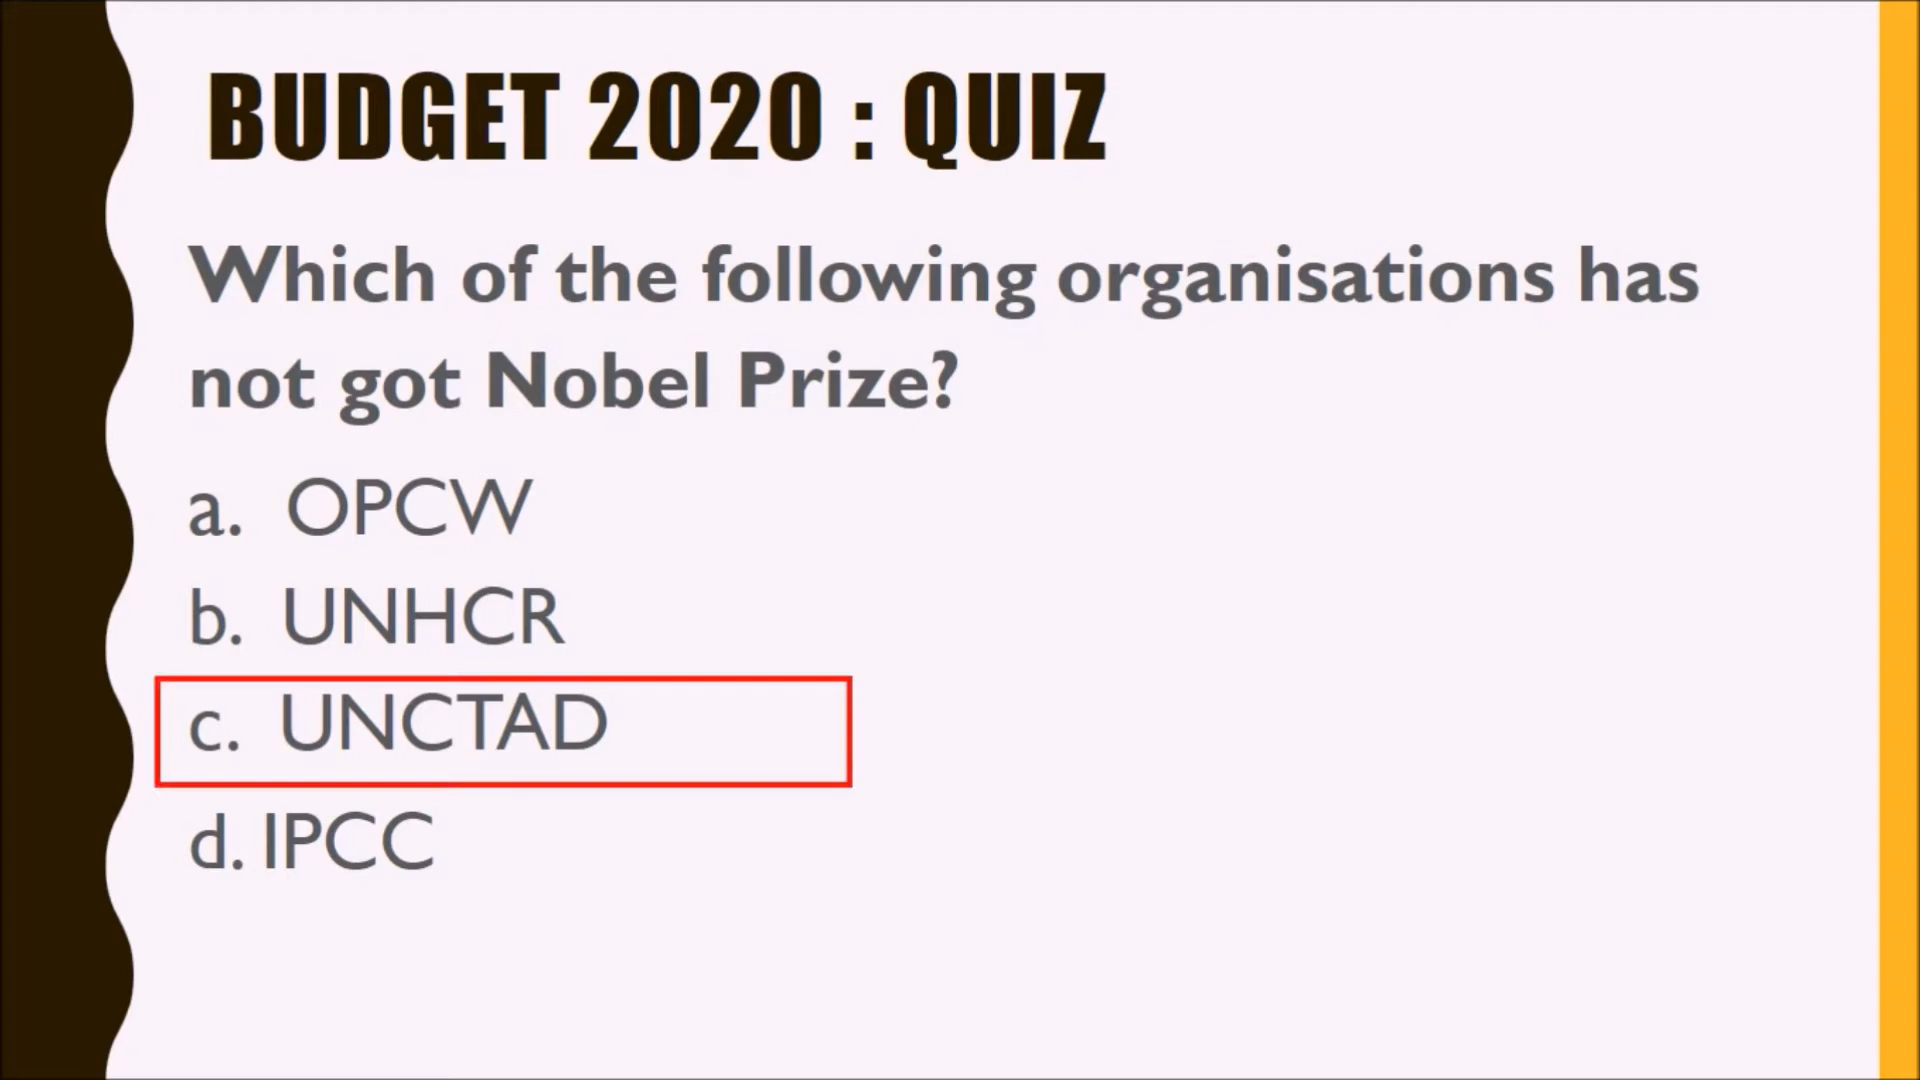 BUDGET 2020 : QUIZ
Which of the following organisations has
not got Nobel Prize?
a. OPCW
b. UNHCR
c. UNCTAD
d. IPCC